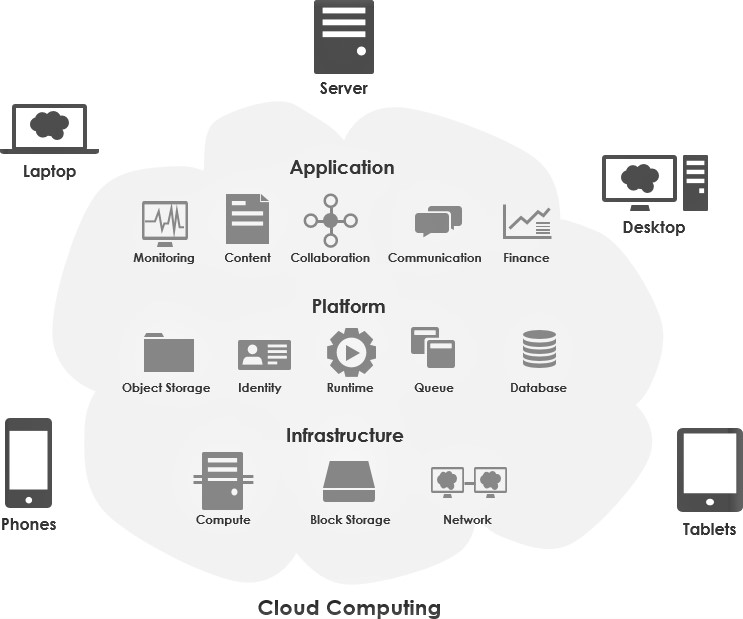 Server
Laptop
Application
Desktop
Monitoring
Content
Collaboration
Communication
Finance
Platform
Object Storage
Identity
Runtime
Queue
Database
Infrastructure
Compute
Block Storage
Network
Phones
Tablets
Cloud Computing